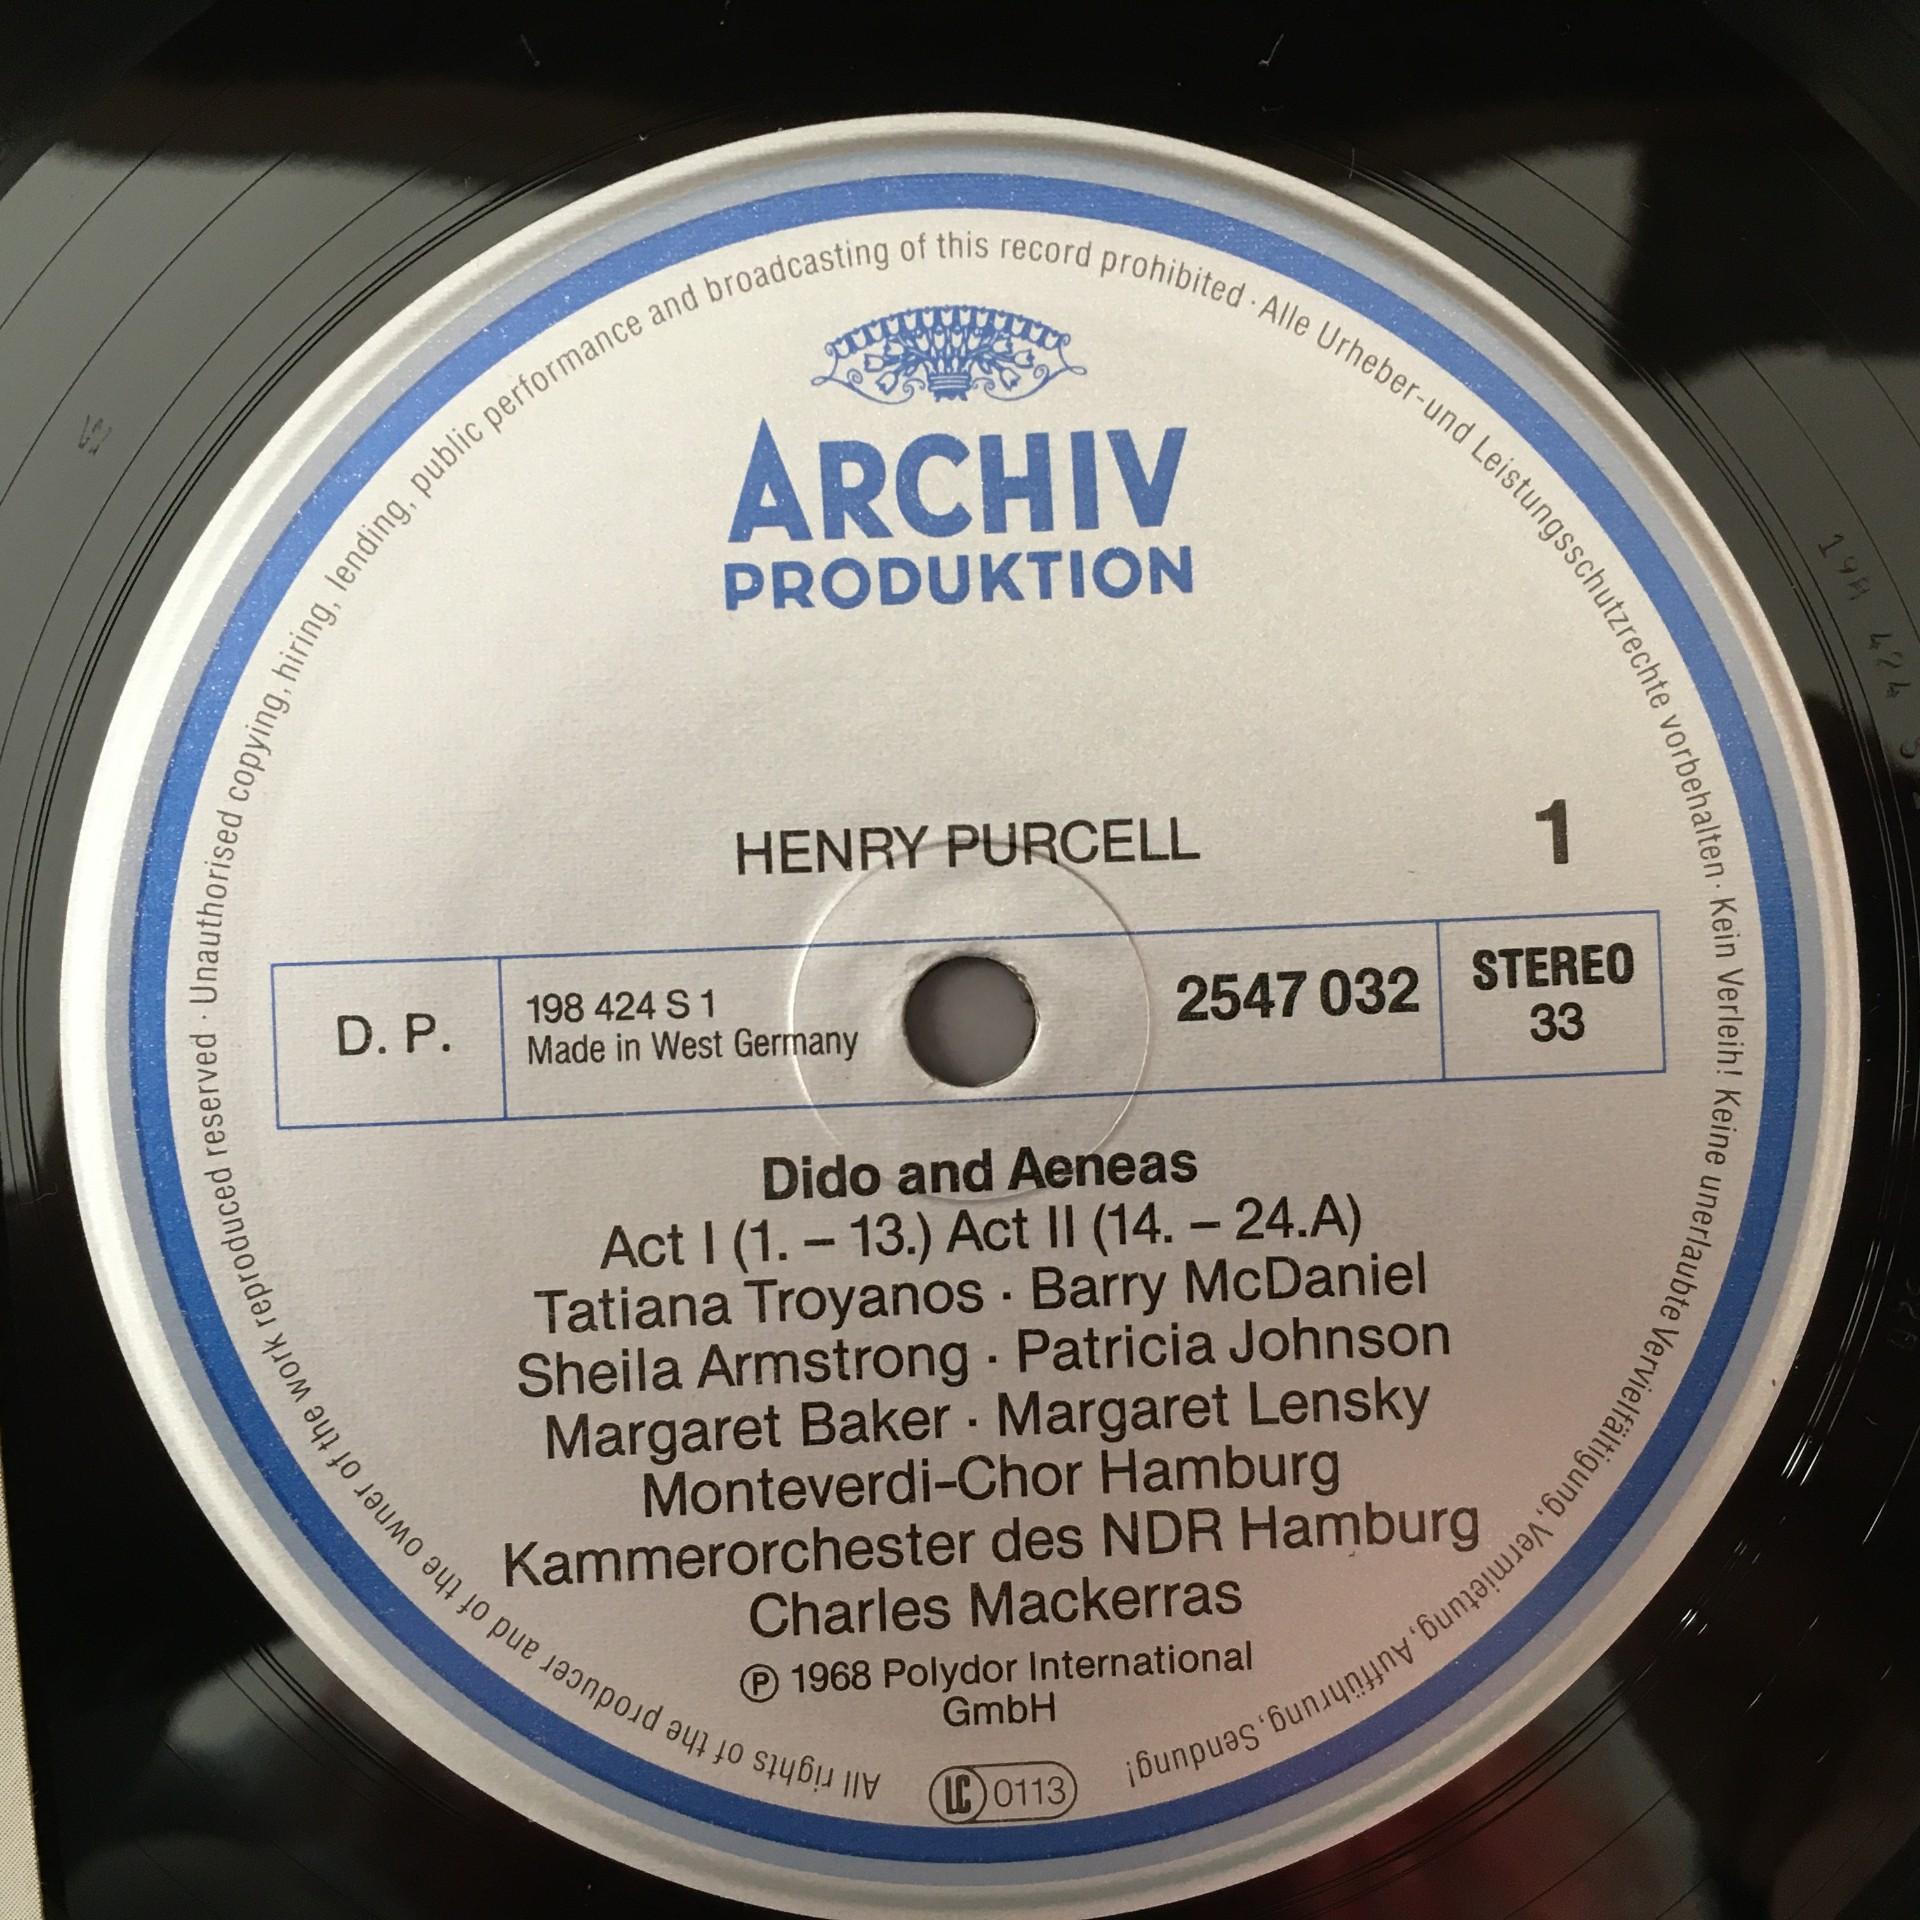 All rights of the producer and of the owner of the work reproduced reserved · Unauthorised copying, hiring, lending, public performance and broadcasting of this record prohibited · Alle Urheber-und Leistungsschutzrechte vorbehalten · Kein Verleih! Keine unerlaubte Vervielfältigung, Vermietung, Aufführung, Sendung!
ARCHIV
PRODUKTION
HENRY PURCELL
1
D. P.
198 424 S 1
Made in West Germany
2547 032
STEREO
33
Dido and Aeneas
Act I (1. – 13.) Act II (14. – 24.A)
Tatiana Troyanos · Barry McDaniel
Sheila Armstrong · Patricia Johnson
Margaret Baker · Margaret Lensky
Monteverdi-Chor Hamburg
Kammerorchester des NDR Hamburg
Charles Mackerras
Ⓟ 1968 Polydor International
GmbH
LC 0113